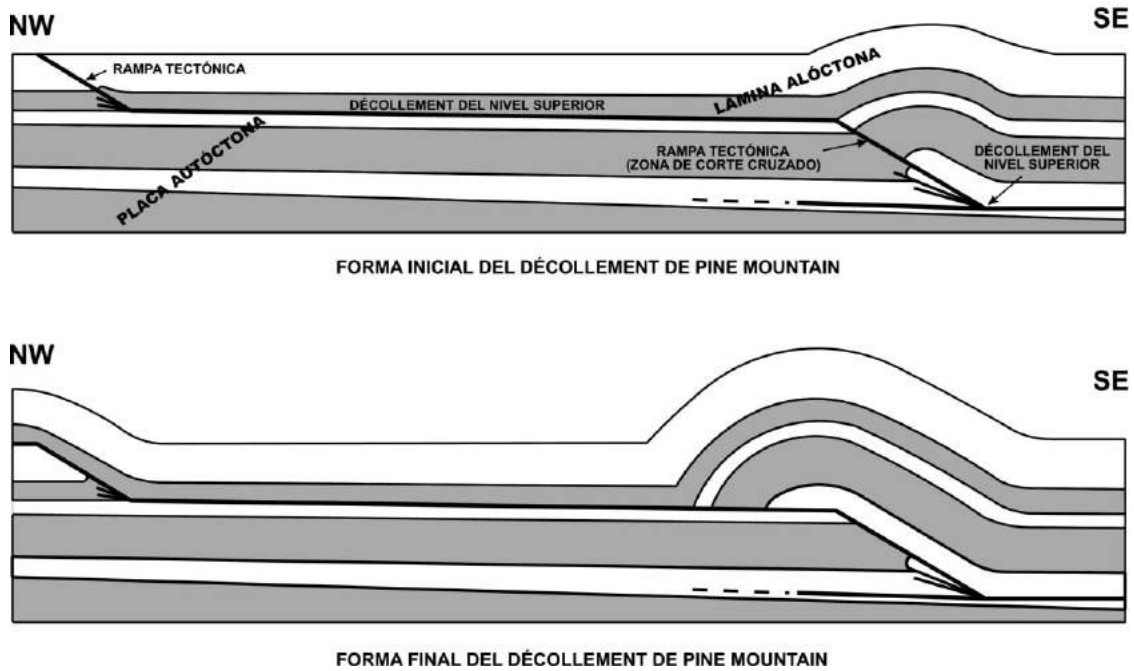 NW
SE
RAMPA TECTÓNICA
DÉCOLLEMENT DEL NIVEL SUPERIOR
LAMINA ALÓCTONA
PLACA AUTÓCTONA
RAMPA TECTÓNICA
(ZONA DE CORTE CRUZADO)
DÉCOLLEMENT DEL
NIVEL SUPERIOR
FORMA INICIAL DEL DÉCOLLEMENT DE PINE MOUNTAIN
NW
SE
FORMA FINAL DEL DÉCOLLEMENT DE PINE MOUNTAIN